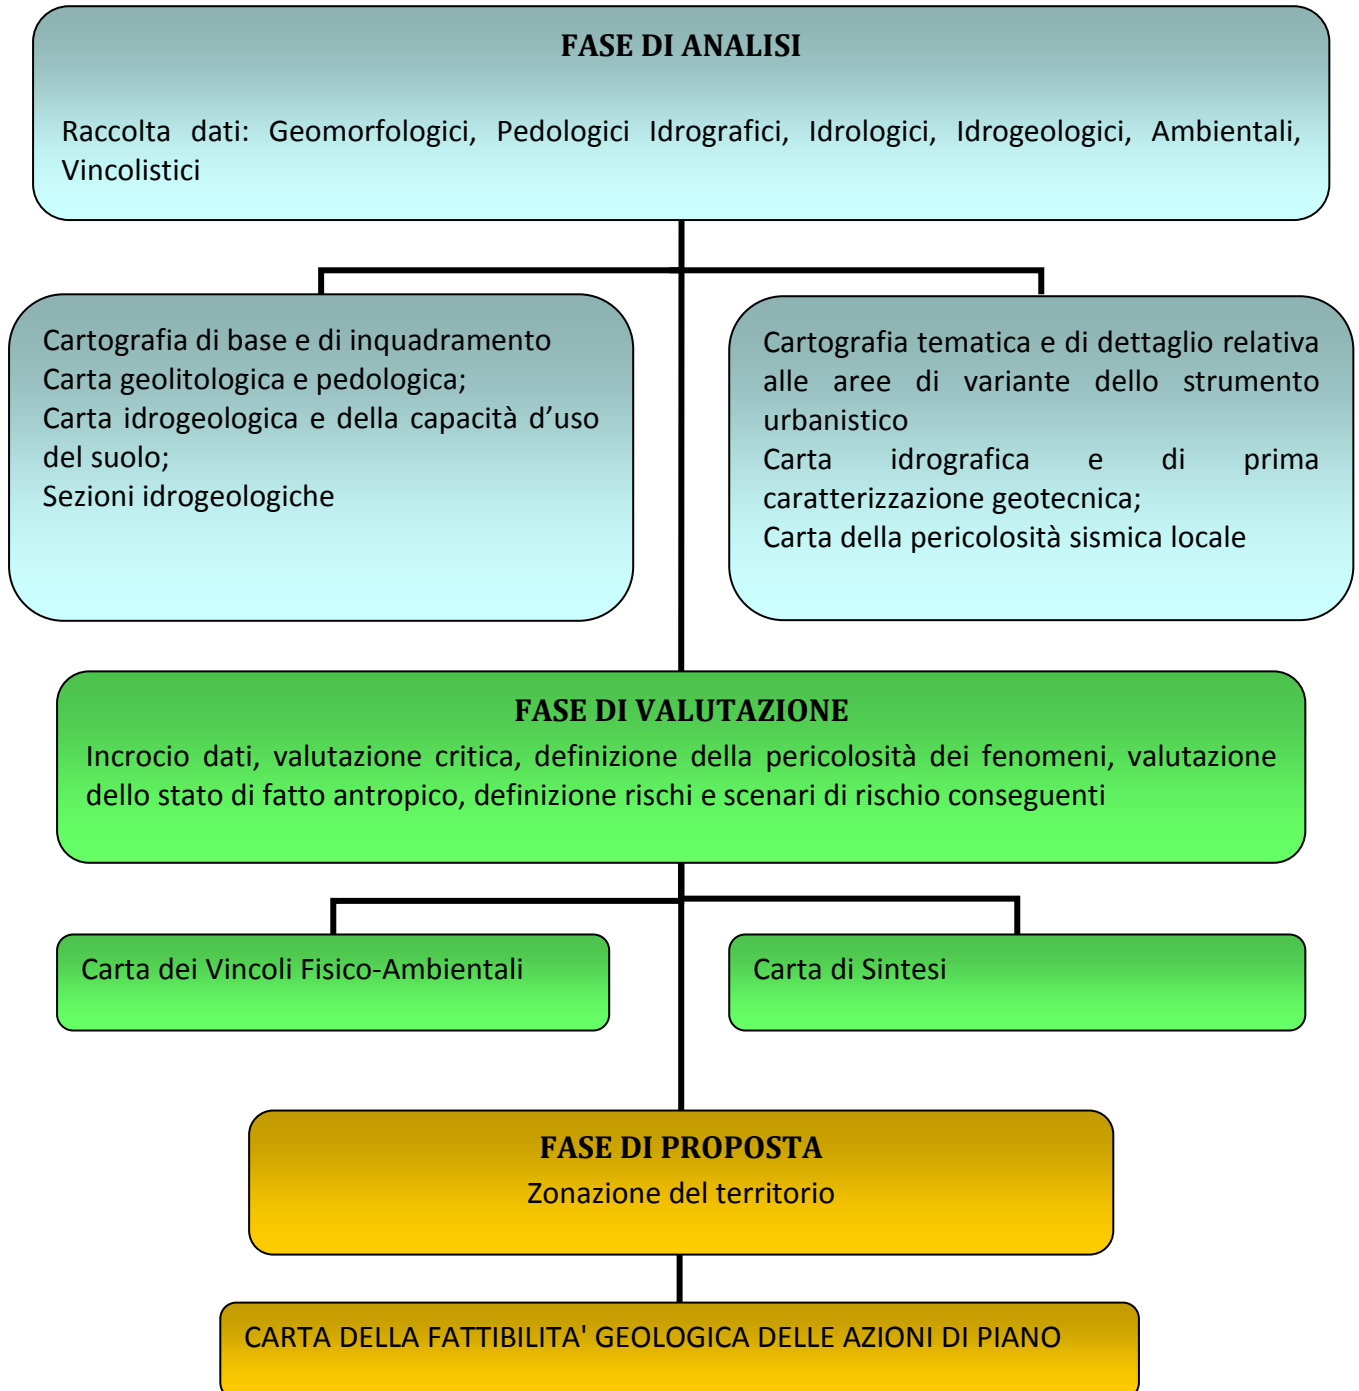 FASE DI ANALISI
Raccolta dati: Geomorfologici, Pedologici Idrografici, Idrologici, Idrogeologici, Ambientali,
Vincolistici
Cartografia di base e di inquadramento
Carta geolitologica e pedologica;
Carta idrogeologica e della capacità d’uso
del suolo;
Sezioni idrogeologiche
Cartografia tematica e di dettaglio relativa
alle aree di variante dello strumento
urbanistico
Carta idrografica e di prima
caratterizzazione geotecnica;
Carta della pericolosità sismica locale
FASE DI VALUTAZIONE
Incrocio dati, valutazione critica, definizione della pericolosità dei fenomeni, valutazione
dello stato di fatto antropico, definizione rischi e scenari di rischio conseguenti
Carta dei Vincoli Fisico-Ambientali
Carta di Sintesi
FASE DI PROPOSTA
Zonazione del territorio
CARTA DELLA FATTIBILITA' GEOLOGICA DELLE AZIONI DI PIANO